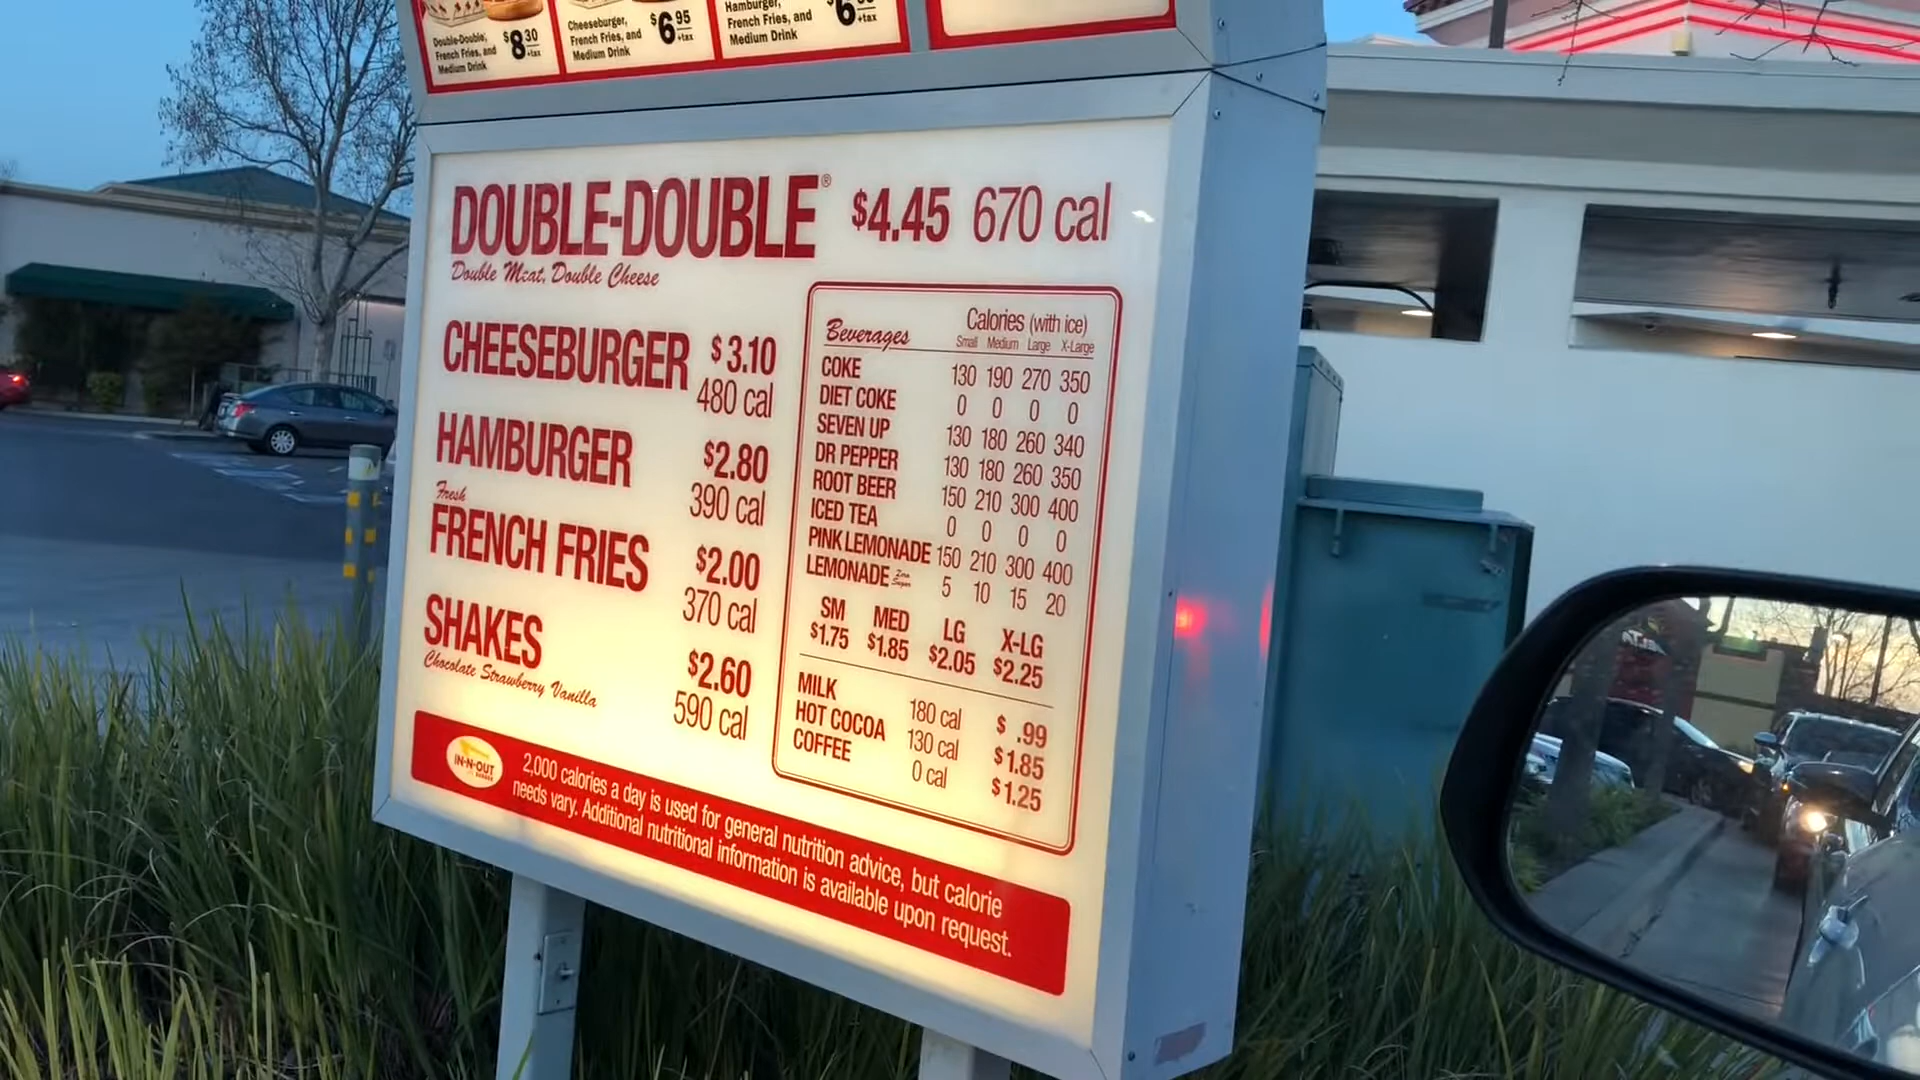 Double-Double,
French Fries, and
Medium Drink
$8.30
+tax
Cheeseburger,
French Fries, and
Medium Drink
$6.95
+tax
Hamburger,
French Fries, and
Medium Drink
+tax
DOUBLE-DOUBLE® $4.45 670 cal
Double Meat, Double Cheese
CHEESEBURGER $3.10
480 cal
HAMBURGER $2.80
390 cal
Fresh
FRENCH FRIES $2.00
370 cal
SHAKES $2.60
Chocolate Strawberry Vanilla
590 cal
Beverages Calories (with ice)
Small Medium Large X-Large
COKE 130 190 270 350
DIET COKE 0 0 0 0
SEVEN UP 130 180 260 340
DR PEPPER 130 180 260 350
ROOT BEER 150 210 300 400
ICED TEA 0 0 0 0
PINK LEMONADE 150 210 300 400
LEMONADE Zero Sugar 5 10 15 20
SM MED LG X-LG
$1.75 $1.85 $2.05 $2.25
MILK 180 cal $ .99
HOT COCOA 130 cal $1.85
COFFEE 0 cal $1.25
IN-N-OUT
BURGER
2,000 calories a day is used for general nutrition advice, but calorie
needs vary. Additional nutritional information is available upon request.